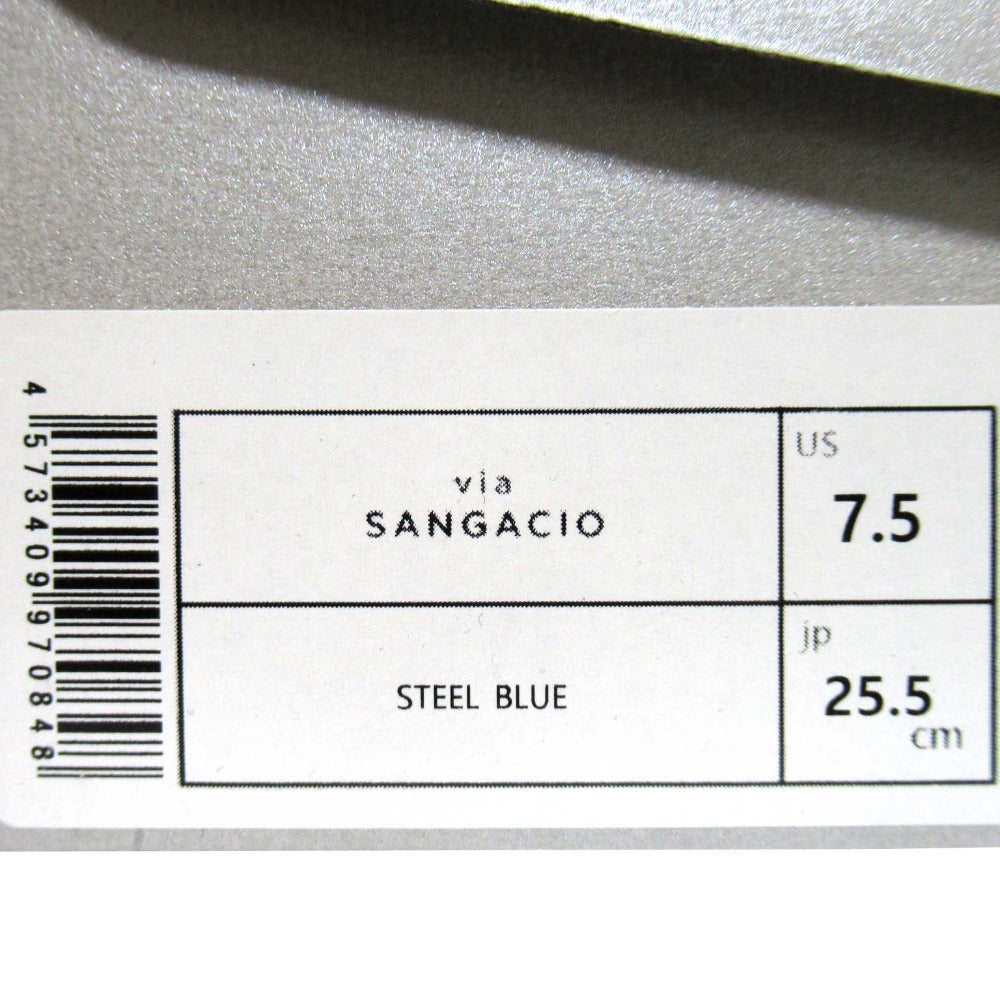 4573409970848
via
SANGACIO
US
7.5
STEEL BLUE
jp
25.5
cm